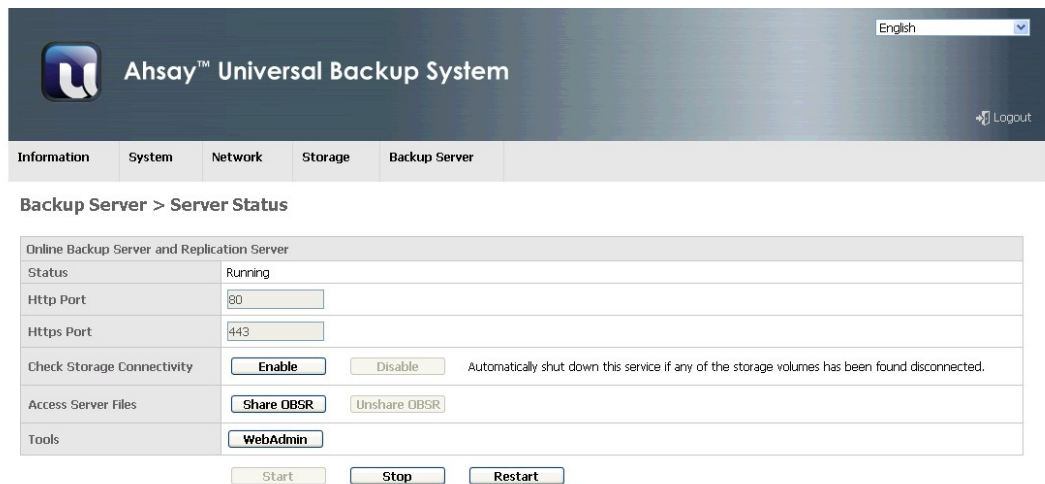 English
Ahsay™ Universal Backup System
Logout
Information System Network Storage Backup Server
Backup Server > Server Status
Online Backup Server and Replication Server
Status Running
Http Port 80
Https Port 443
Check Storage Connectivity Enable Disable Automatically shut down this service if any of the storage volumes has been found disconnected.
Access Server Files Share OBSR Unshare OBSR
Tools WebAdmin
Start Stop Restart